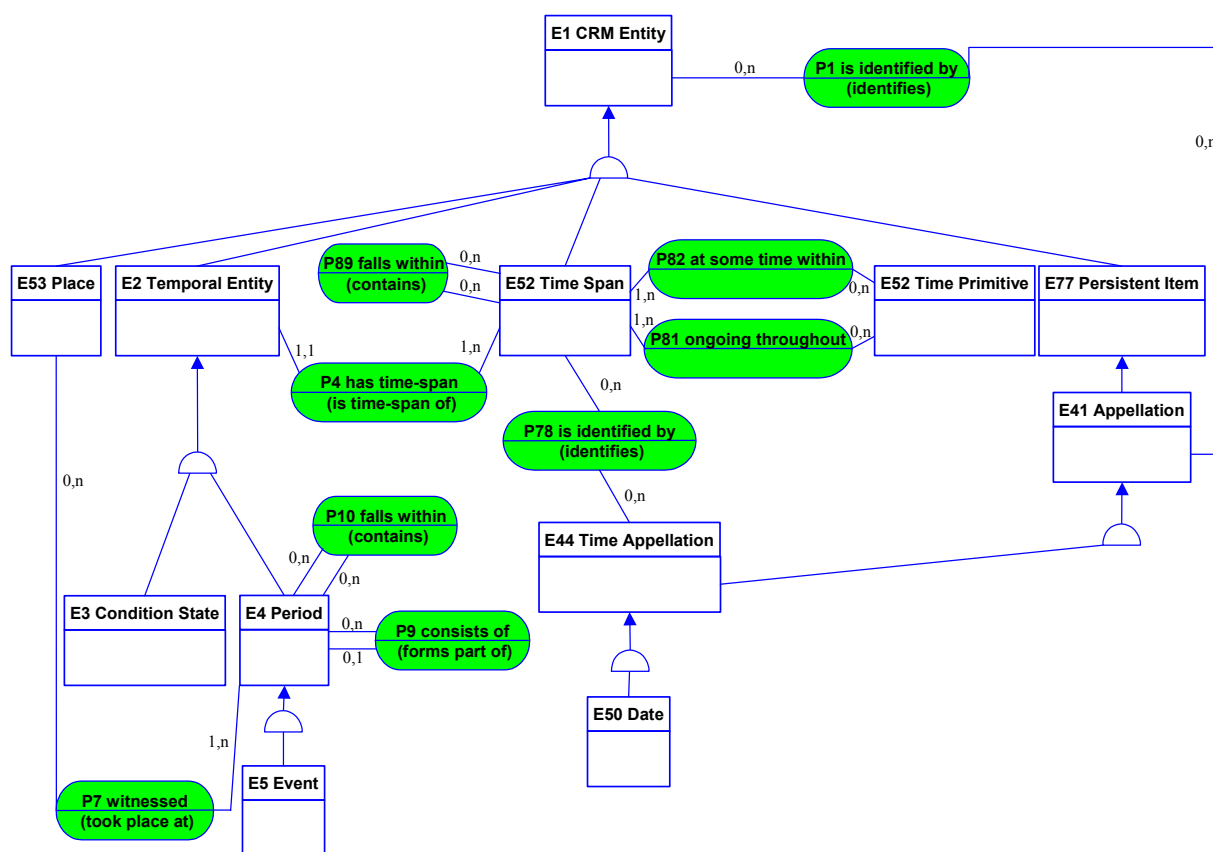 E1 CRM Entity
0,n
P1 is identified by
(identifies)
0,n
P89 falls within
(contains)
0,n
0,n
P82 at some time within
E53 Place
E2 Temporal Entity
E52 Time Span
E52 Time Primitive
E77 Persistent Item
1,n
0,n
1,n
0,n
P81 ongoing throughout
1,1
1,n
P4 has time-span
(is time-span of)
0,n
E41 Appellation
P78 is identified by
(identifies)
0,n
0,n
P10 falls within
(contains)
E44 Time Appellation
0,n
0,n
E3 Condition State
E4 Period
0,n
0,1
P9 consists of
(forms part of)
E50 Date
1,n
E5 Event
P7 witnessed
(took place at)